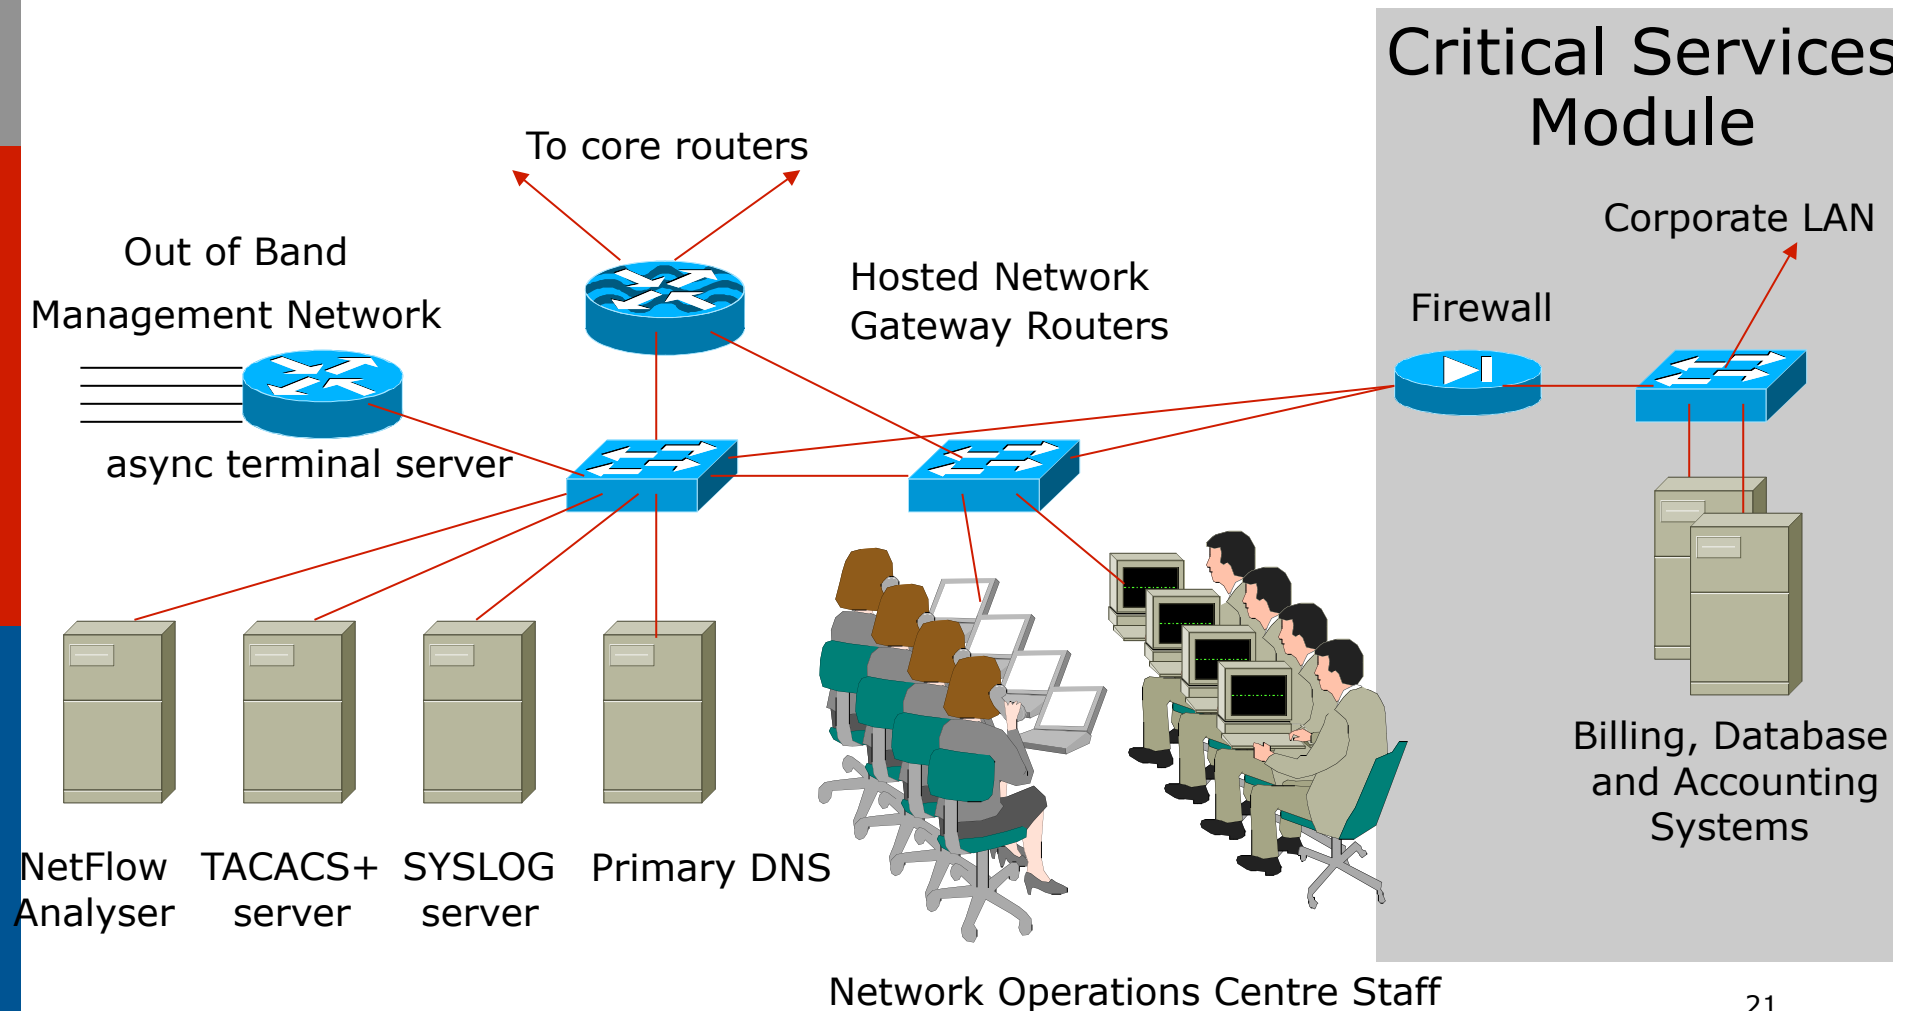 Critical Services
Module
To core routers
Corporate LAN
Out of Band
Management Network
Hosted Network
Gateway Routers
Firewall
async terminal server
Billing, Database
and Accounting
Systems
NetFlow
Analyser
TACACS+
server
SYSLOG
server
Primary DNS
Network Operations Centre Staff
21